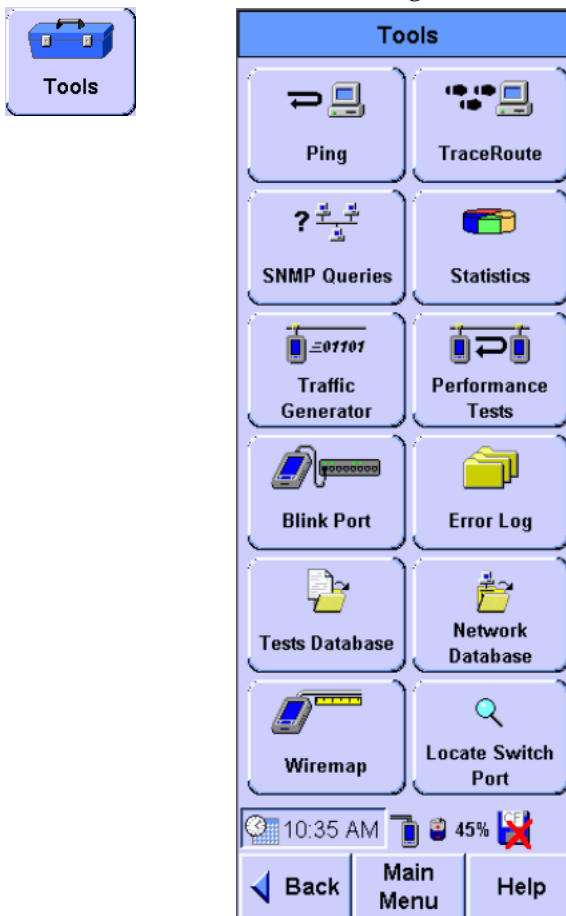 Tools
Tools
Ping
TraceRoute
?
SNMP Queries
Statistics
01101
Traffic
Generator
Performance
Tests
Blink Port
Error Log
Tests Database
Network
Database
Wiremap
Locate Switch
Port
10:35 AM
45%
CF
Back
Main
Menu
Help